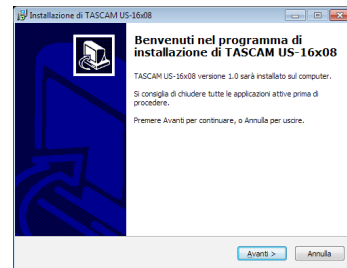 Installazione di TASCAM US-16x08
Benvenuti nel programma di
installazione di TASCAM US-16x08
TASCAM US-16x08 versione 1.0 sarà installato sul computer.
Si consiglia di chiudere tutte le applicazioni attive prima di
procedere.
Premere Avanti per continuare, o Annulla per uscire.
Avanti >
Annulla